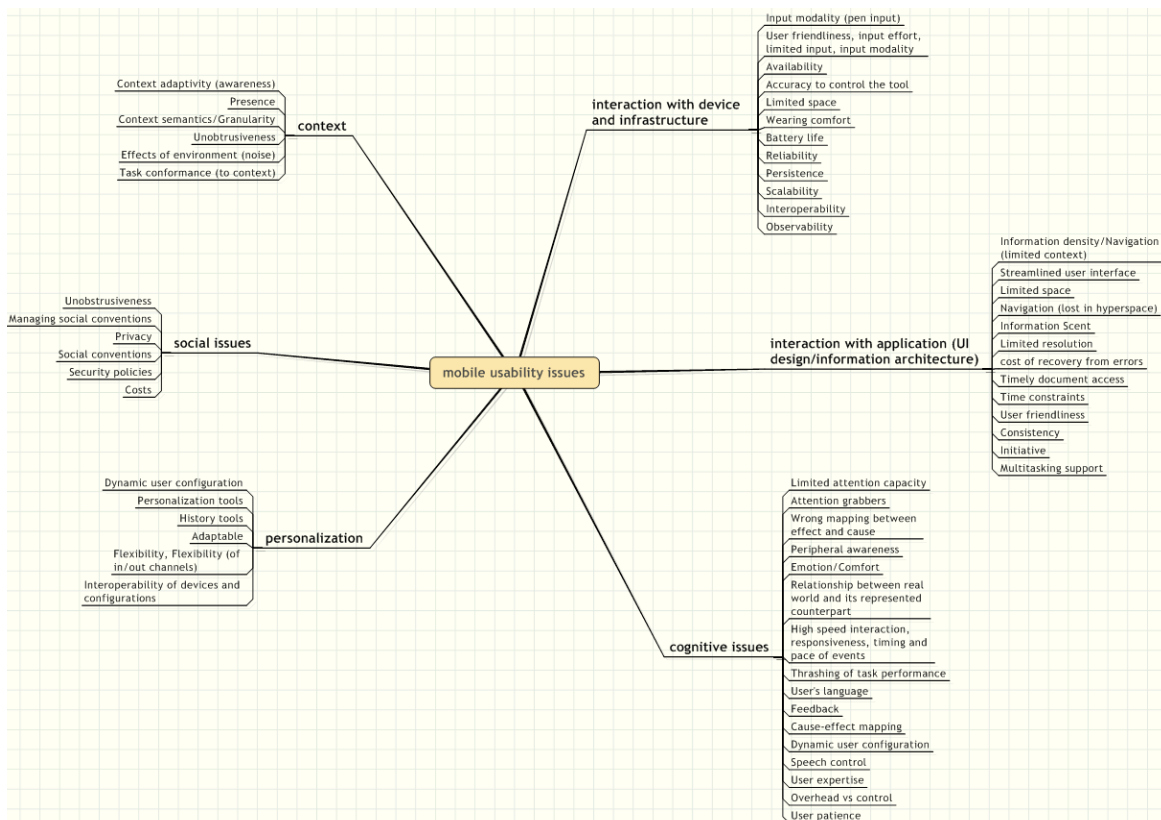 mobile usability issues
context
Context adaptivity (awareness)
Presence
Context semantics/Granularity
Unobtrusiveness
Effects of environment (noise)
Task conformance (to context)
social issues
Unobstrusiveness
Managing social conventions
Privacy
Social conventions
Security policies
Costs
personalization
Dynamic user configuration
Personalization tools
History tools
Adaptable
Flexibility, Flexibility (of
in/out channels)
Interoperability of devices and
configurations
interaction with device
and infrastructure
Input modality (pen input)
User friendliness, input effort,
limited input, input modality
Availability
Accuracy to control the tool
Limited space
Wearing comfort
Battery life
Reliability
Persistence
Scalability
Interoperability
Observability
interaction with application (UI
design/information architecture)
Information density/Navigation
(limited context)
Streamlined user interface
Limited space
Navigation (lost in hyperspace)
Information Scent
Limited resolution
cost of recovery from errors
Timely document access
Time constraints
User friendliness
Consistency
Initiative
Multitasking support
cognitive issues
Limited attention capacity
Attention grabbers
Wrong mapping between
effect and cause
Peripheral awareness
Emotion/Comfort
Relationship between real
world and its represented
counterpart
High speed interaction,
responsiveness, timing and
pace of events
Thrashing of task performance
User's language
Feedback
Cause-effect mapping
Dynamic user configuration
Speech control
User expertise
Overhead vs control
User patience